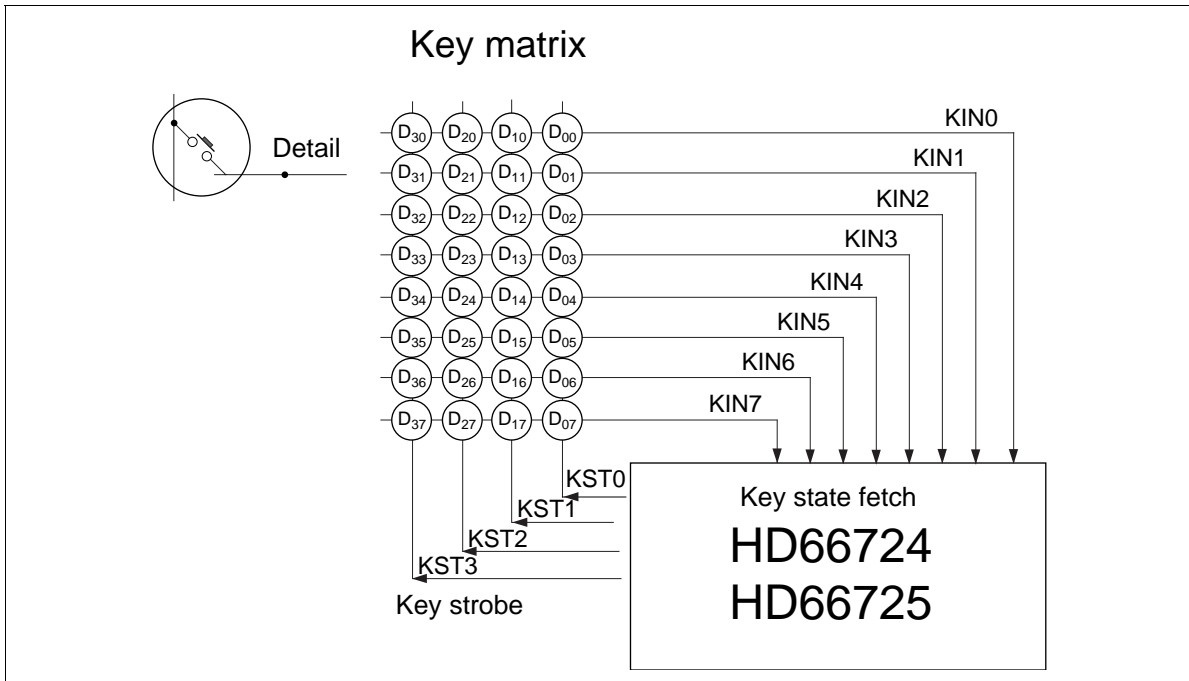 Key matrix
Detail
D30 D20 D10 D00 KIN0
D31 D21 D11 D01 KIN1
D32 D22 D12 D02 KIN2
D33 D23 D13 D03 KIN3
D34 D24 D14 D04 KIN4
D35 D25 D15 D05 KIN5
D36 D26 D16 D06 KIN6
D37 D27 D17 D07 KIN7
KST0
KST1
KST2
KST3
Key strobe
Key state fetch
HD66724
HD66725